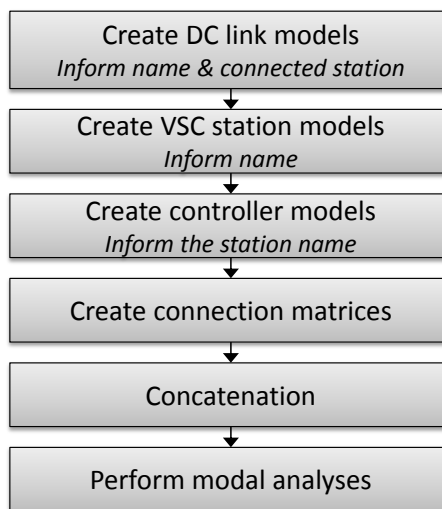 Create DC link models
Inform name & connected station
Create VSC station models
Inform name
Create controller models
Inform the station name
Create connection matrices
Concatenation
Perform modal analyses